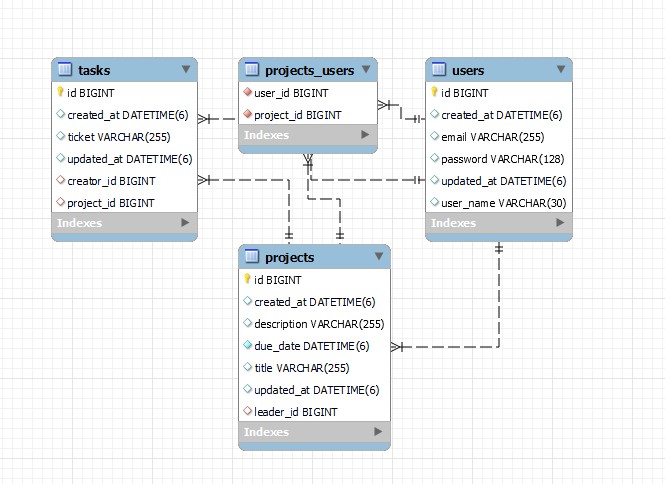 tasks
id BIGINT
created_at DATETIME(6)
ticket VARCHAR(255)
updated_at DATETIME(6)
creator_id BIGINT
project_id BIGINT
Indexes
projects_users
user_id BIGINT
project_id BIGINT
Indexes
users
id BIGINT
created_at DATETIME(6)
email VARCHAR(255)
password VARCHAR(128)
updated_at DATETIME(6)
user_name VARCHAR(30)
Indexes
projects
id BIGINT
created_at DATETIME(6)
description VARCHAR(255)
due_date DATETIME(6)
title VARCHAR(255)
updated_at DATETIME(6)
leader_id BIGINT
Indexes